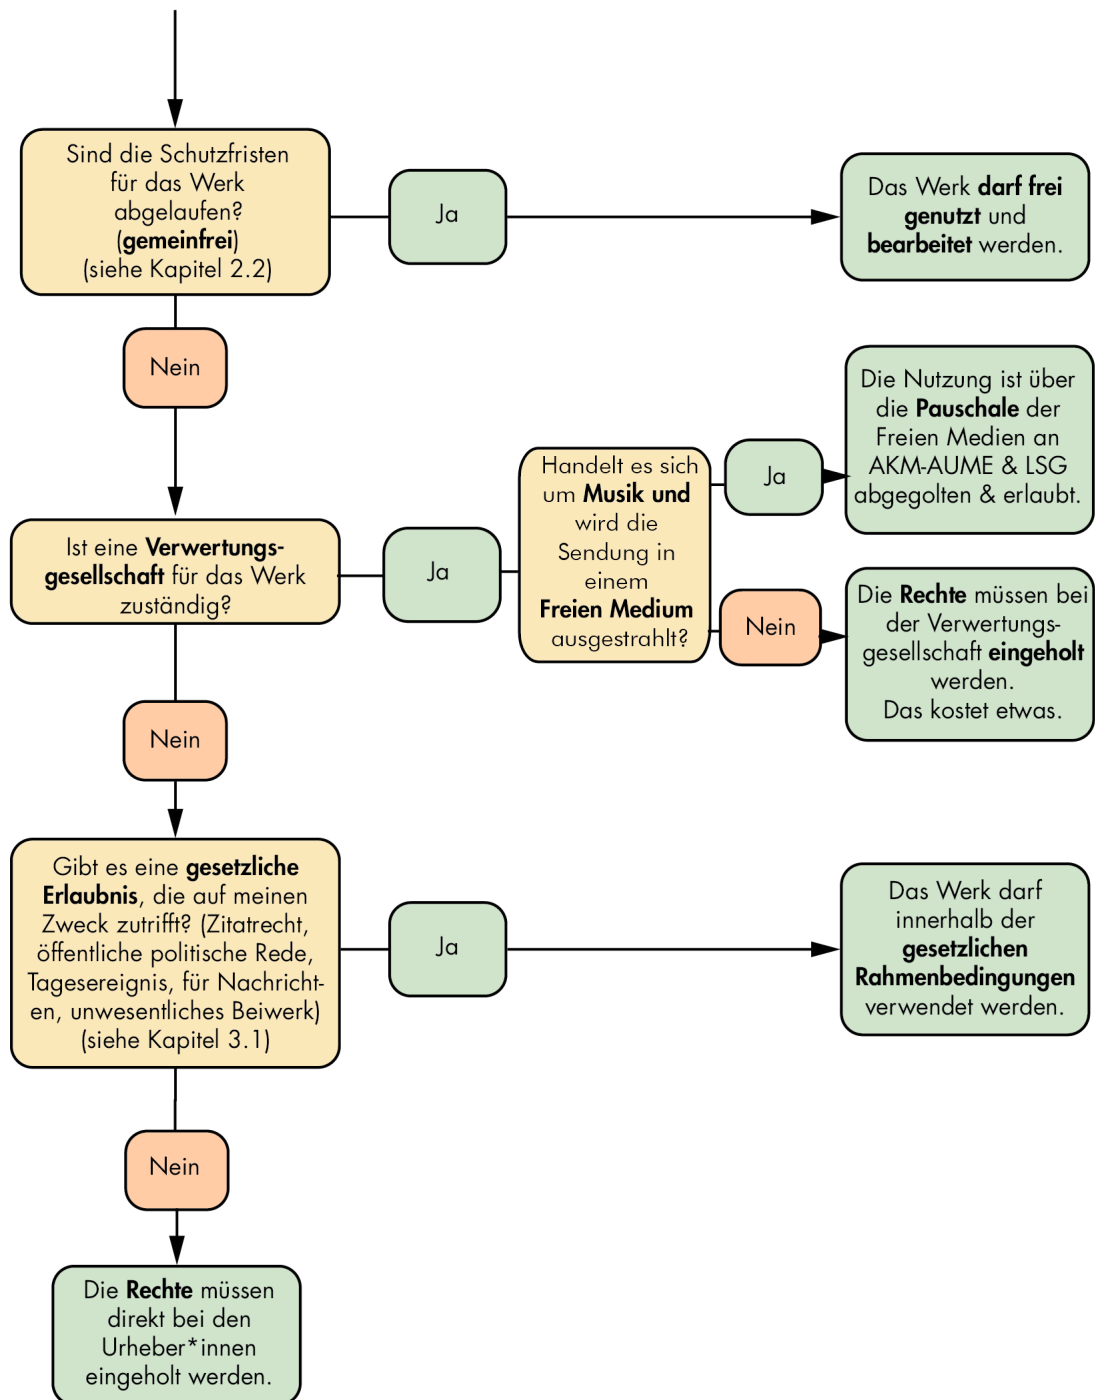 Sind die Schutzfristen
für das Werk
abgelaufen?
(gemeinfrei)
(siehe Kapitel 2.2)
Ja
Das Werk darf frei
genutzt und
bearbeitet werden.
Nein
Ist eine Verwertungs-
gesellschaft für das Werk
zuständig?
Ja
Handelt es sich
um Musik und
wird die
Sendung in
einem
Freien Medium
ausgestrahlt?
Ja
Die Nutzung ist über
die Pauschale der
Freien Medien an
AKM-AUME & LSG
abgegolten & erlaubt.
Nein
Die Rechte müssen bei
der Verwertungs-
gesellschaft eingeholt
werden.
Das kostet etwas.
Nein
Gibt es eine gesetzliche
Erlaubnis, die auf meinen
Zweck zutrifft? (Zitatrecht,
öffentliche politische Rede,
Tagesereignis, für Nachricht-
en, unwesentliches Beiwerk)
(siehe Kapitel 3.1)
Ja
Das Werk darf
innerhalb der
gesetzlichen
Rahmenbedingungen
verwendet werden.
Nein
Die Rechte müssen
direkt bei den
Urheber*innen
eingeholt werden.